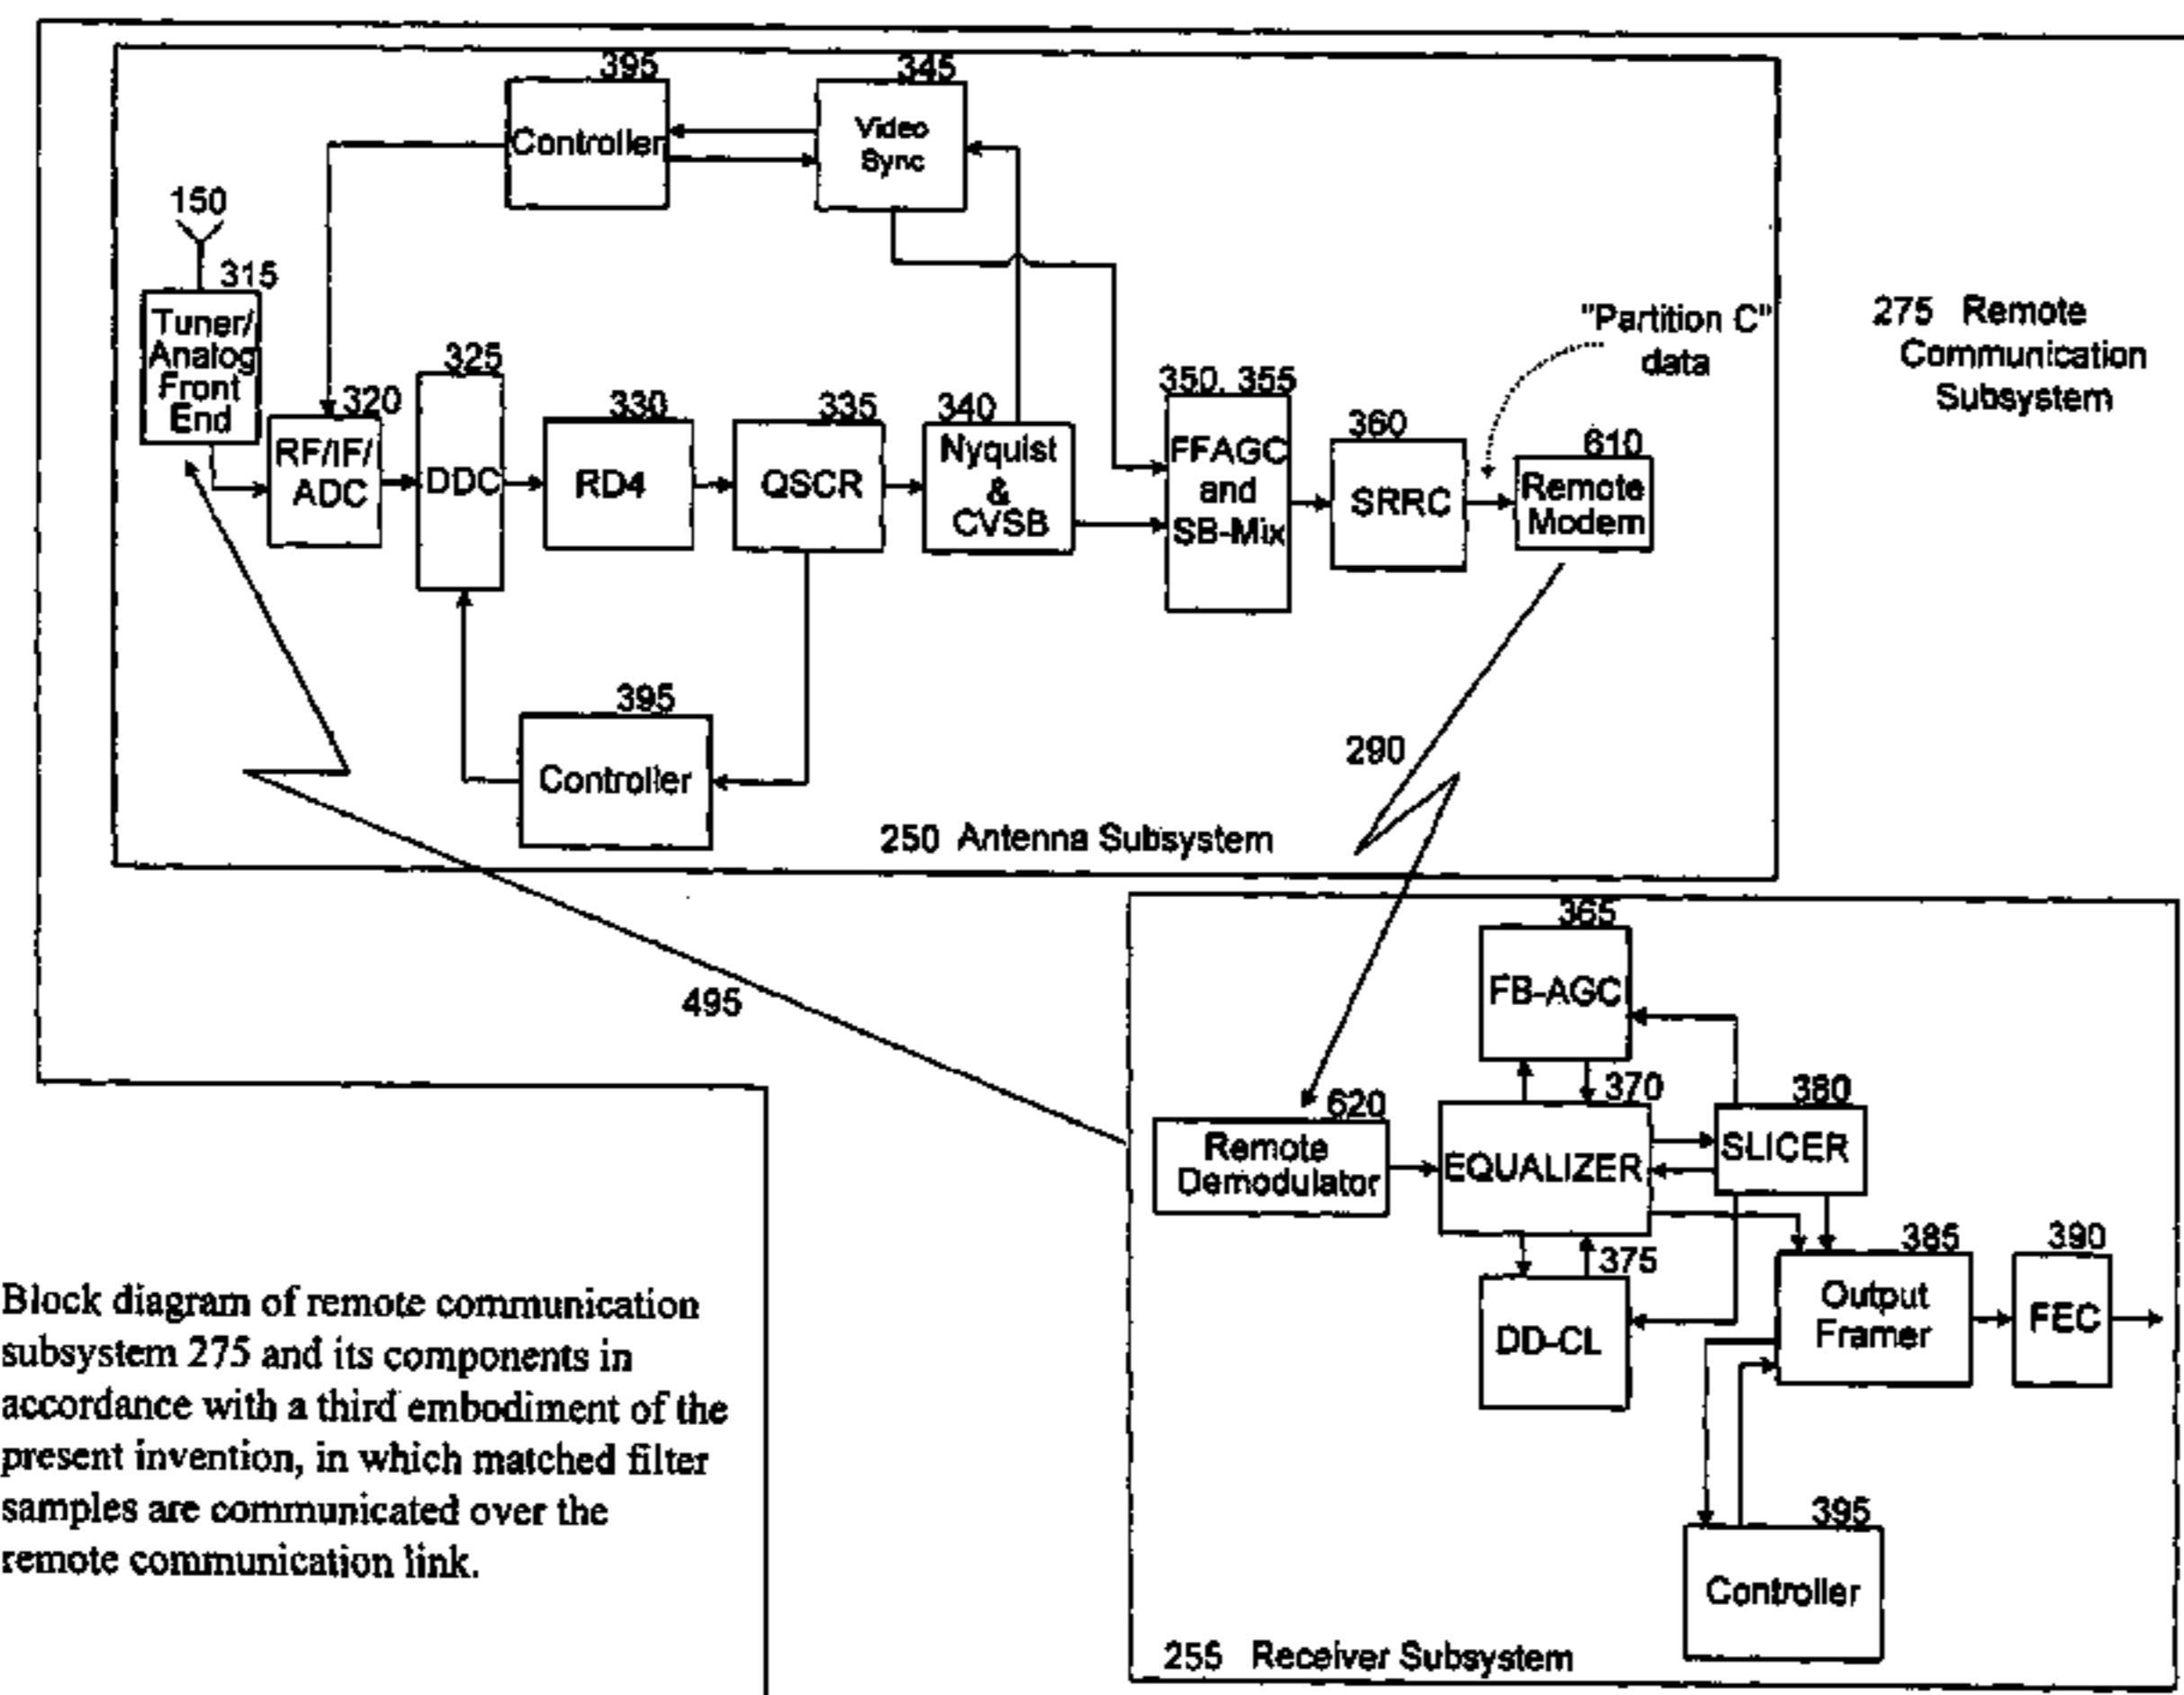 395
345
Controller
Video
Sync
150
315
Tuner/
Analog
Front
End
320
RF/IF/
ADC
325
DDC
330
RD4
335
QSCR
340
Nyquist
&
CVSB
350, 355
FFAGC
and
SB-Mix
360
SRRC
"Partition C"
data
610
Remote
Modem
275 Remote
Communication
Subsystem
395
Controller
290
250 Antenna Subsystem
495
365
FB-AGC
370
EQUALIZER
380
SLICER
620
Remote
Demodulator
375
DD-CL
385
Output
Framer
390
FEC
395
Controller
255 Receiver Subsystem
Block diagram of remote communication
subsystem 275 and its components in
accordance with a third embodiment of the
present invention, in which matched filter
samples are communicated over the
remote communication link.